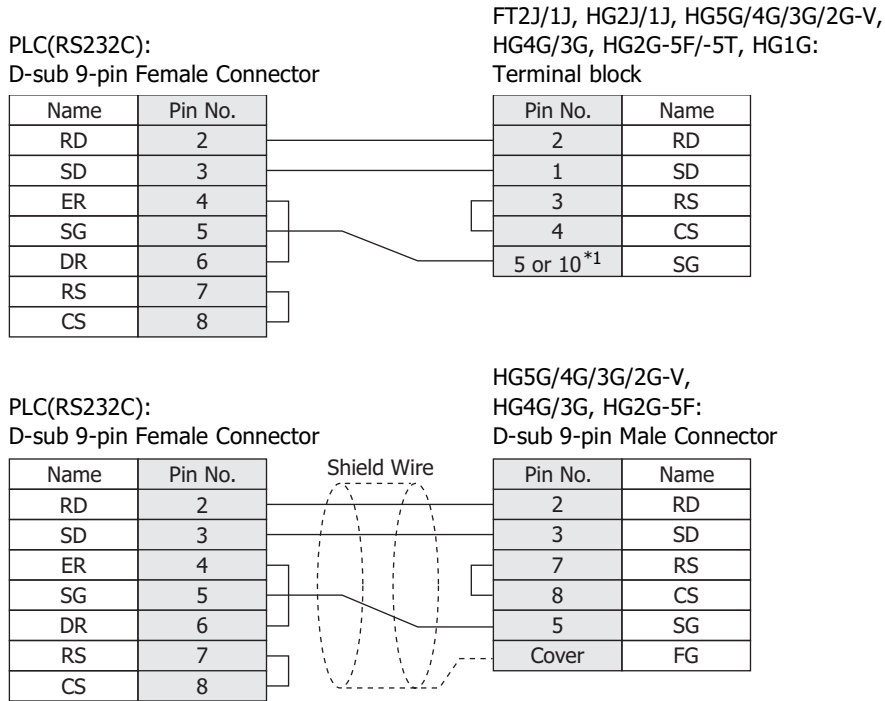 PLC(RS232C):
D-sub 9-pin Female Connector
FT2J/1J, HG2J/1J, HG5G/4G/3G/2G-V,
HG4G/3G, HG2G-5F/-5T, HG1G:
Terminal block
Name Pin No. Pin No. Name
RD 2 2 RD
SD 3 1 SD
ER 4 3 RS
SG 5 4 CS
DR 6 5 or 10*1 SG
RS 7
CS 8
PLC(RS232C):
D-sub 9-pin Female Connector
HG5G/4G/3G/2G-V,
HG4G/3G, HG2G-5F:
D-sub 9-pin Male Connector
Name Pin No. Shield Wire Pin No. Name
RD 2 2 RD
SD 3 3 SD
ER 4 7 RS
SG 5 8 CS
DR 6 5 SG
RS 7 Cover FG
CS 8